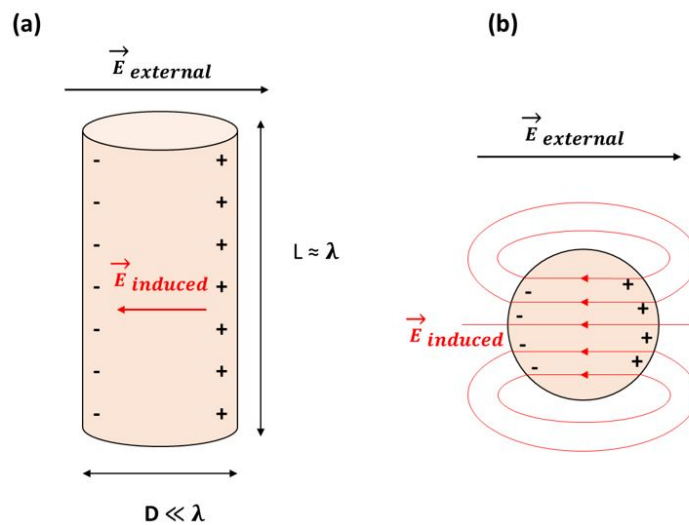 (a)
(b)
E external
E external
- +
- +
- +
- +
E induced
- +
- +
- +
L ≈ λ
D ≪ λ
E induced
- +
- +
- +
- +